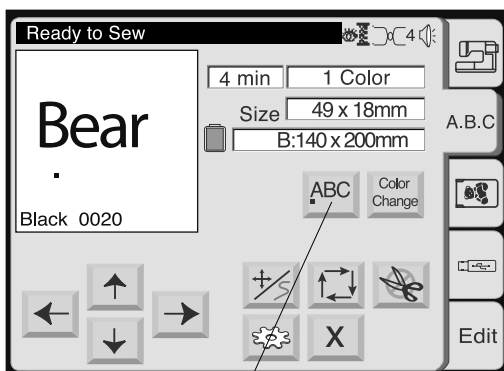 Ready to Sew
4
4 min
1 Color
Size
49 x 18mm
B:140 x 200mm
Bear
Black 0020
ABC
Color
Change
X
A.B.C
Edit